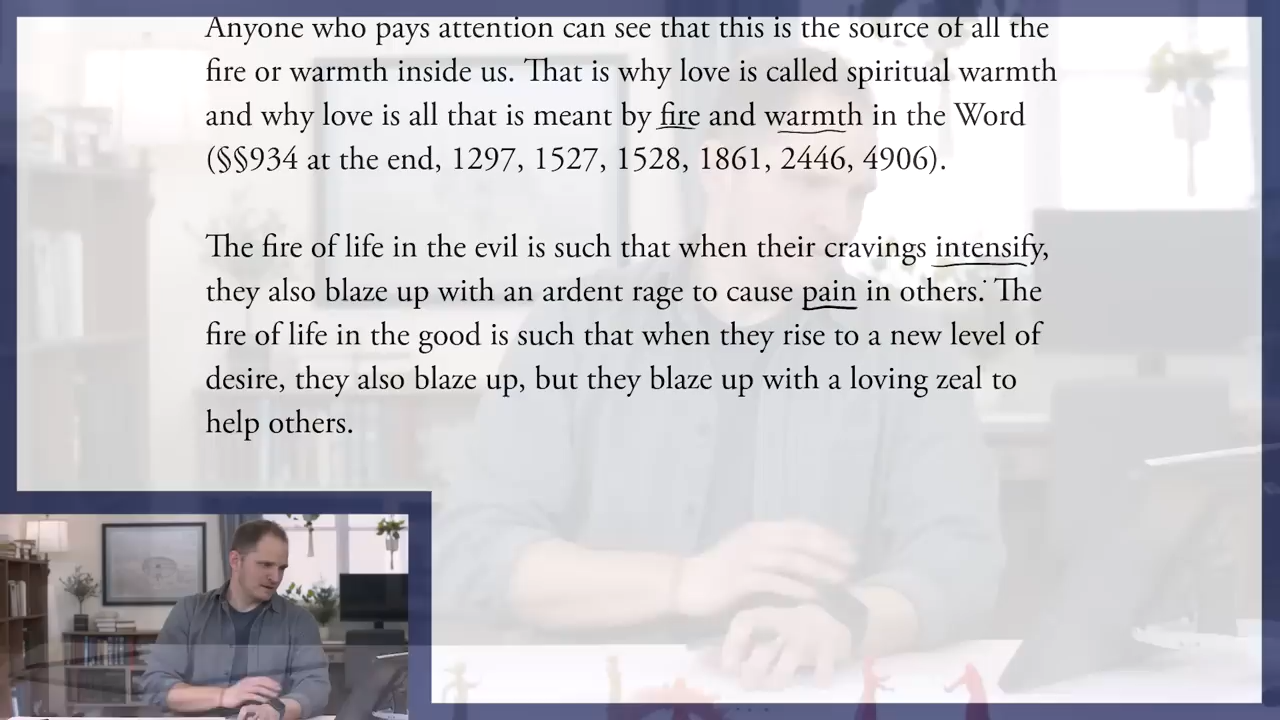 Anyone who pays attention can see that this is the source of all the
fire or warmth inside us. That is why love is called spiritual warmth
and why love is all that is meant by fire and warmth in the Word
(§§934 at the end, 1297, 1527, 1528, 1861, 2446, 4906).
The fire of life in the evil is such that when their cravings intensify,
they also blaze up with an ardent rage to cause pain in others. The
fire of life in the good is such that when they rise to a new level of
desire, they also blaze up, but they blaze up with a loving zeal to
help others.